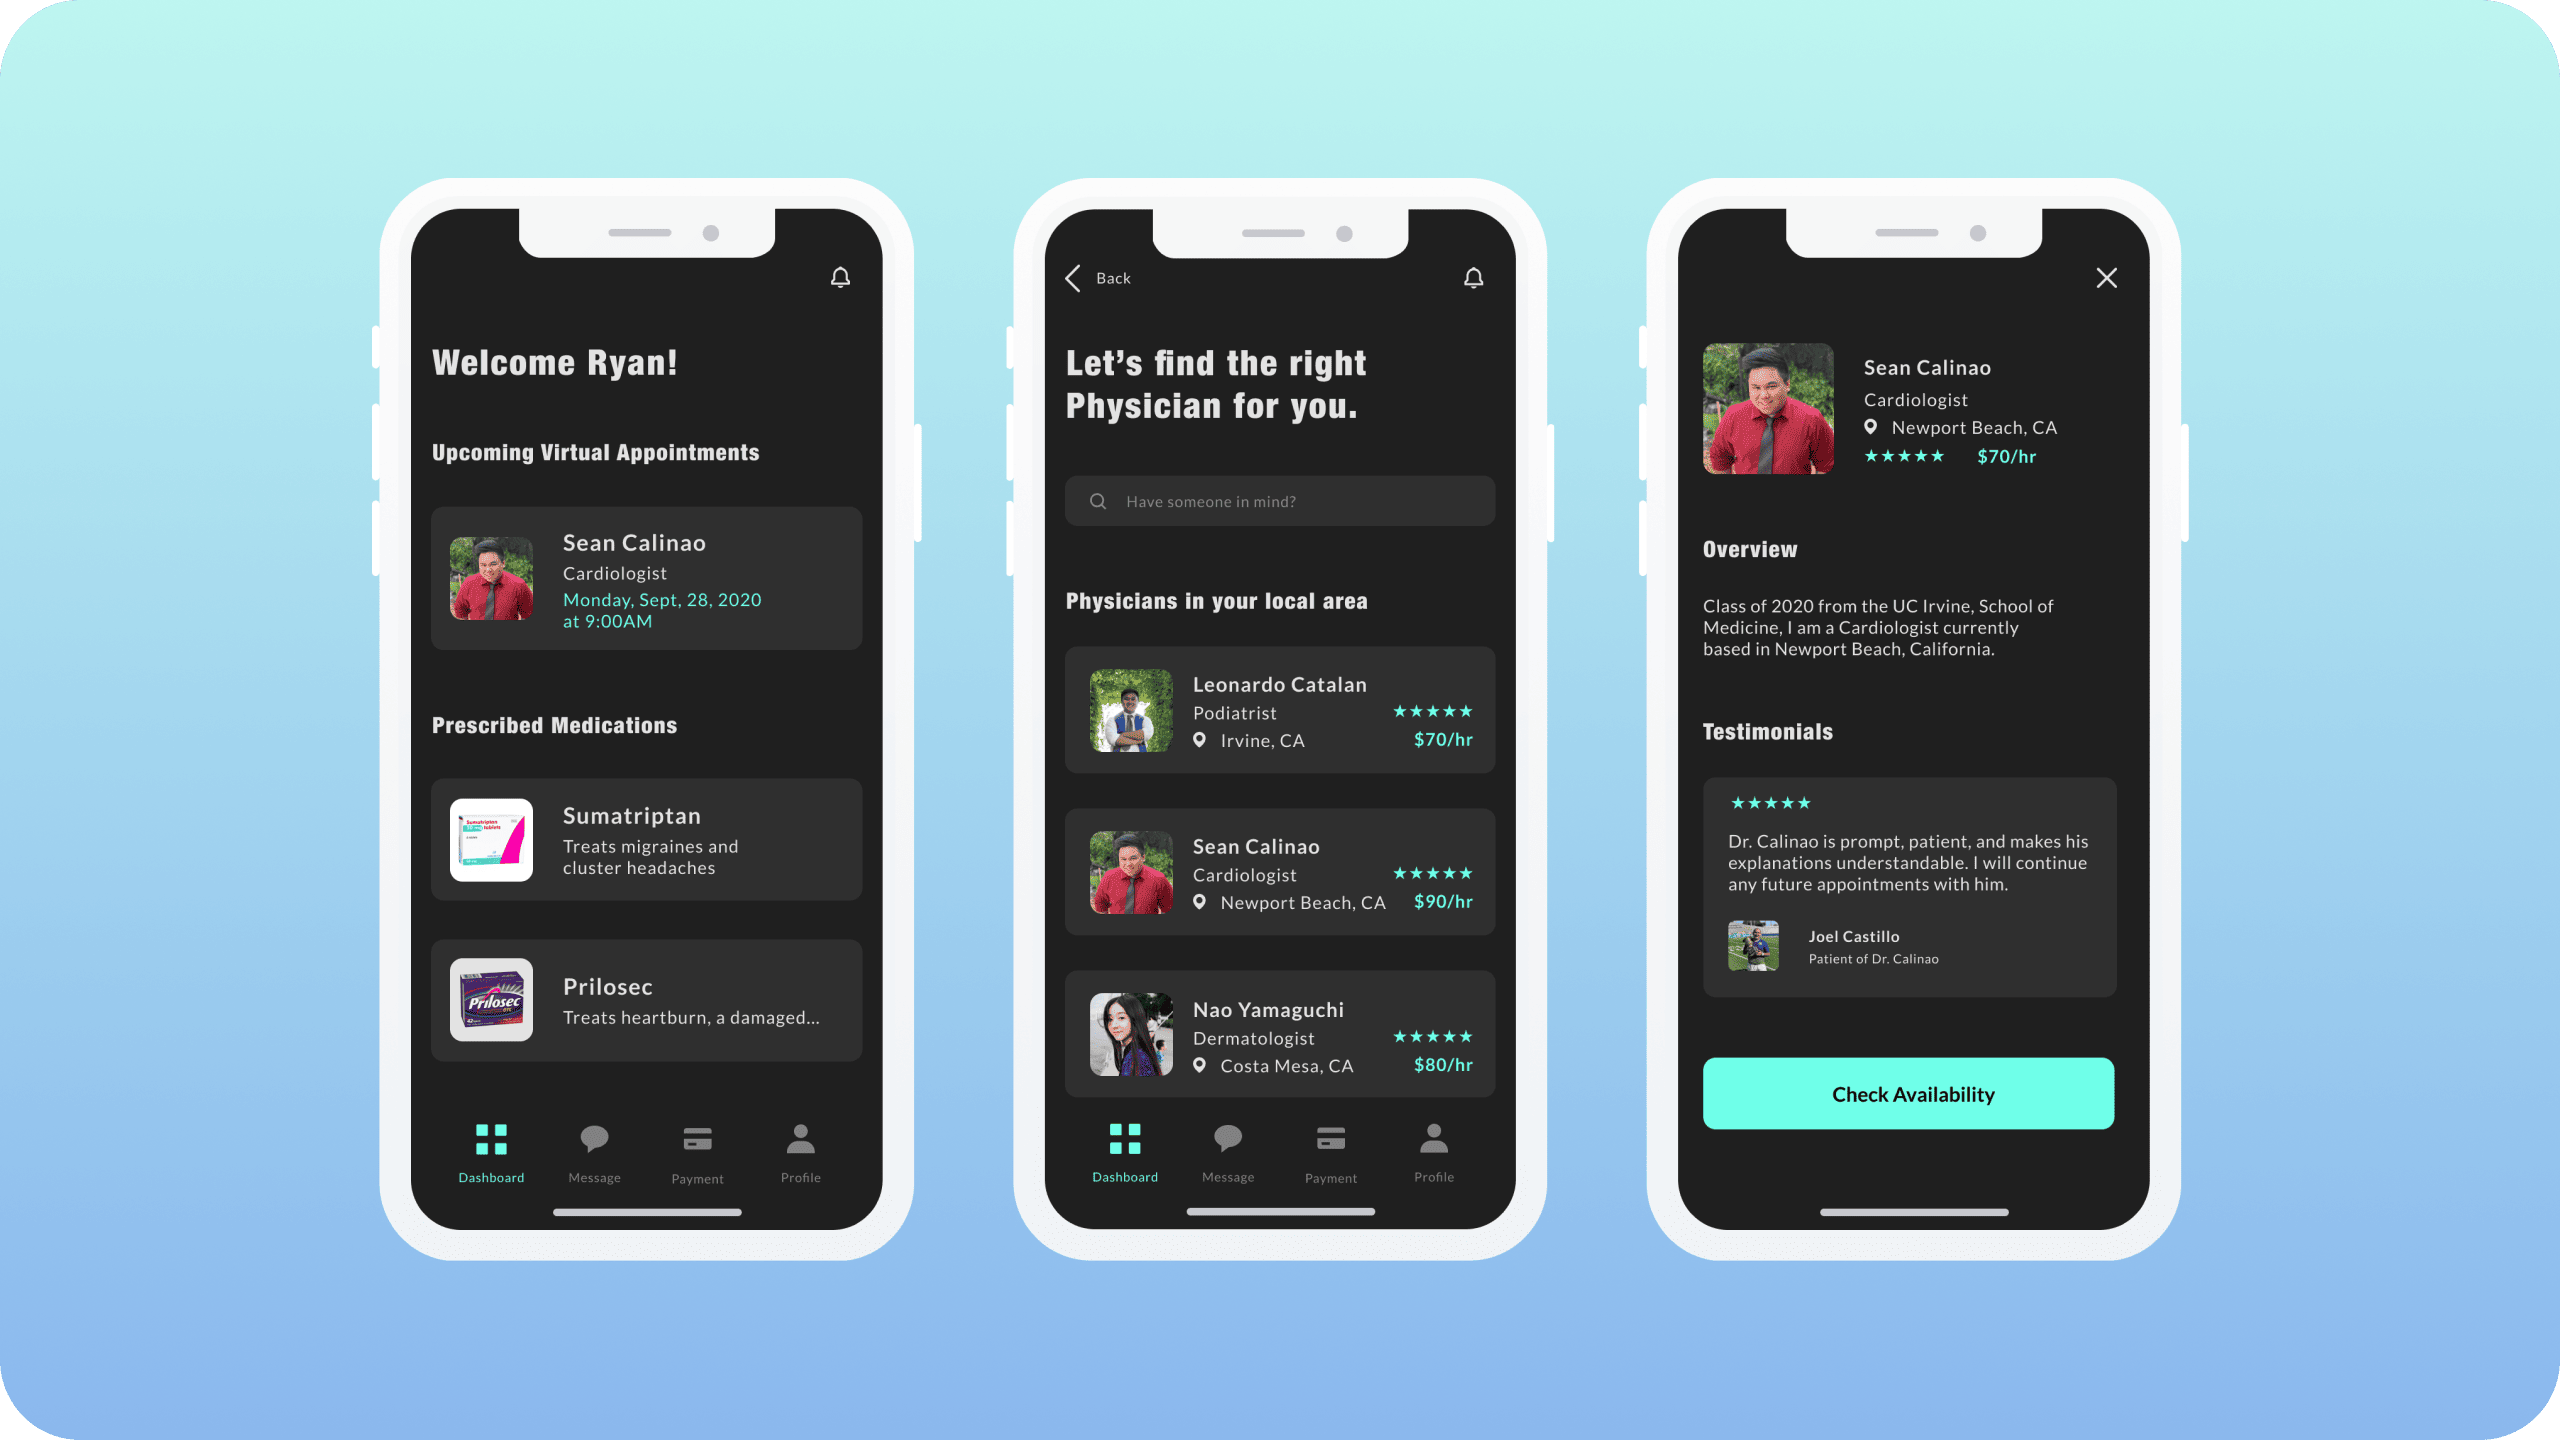 Welcome Ryan!
Upcoming Virtual Appointments
Sean Calinao
Cardiologist
Monday, Sept, 28, 2020
at 9:00AM
Prescribed Medications
Sumatriptan
tablets
Sumatriptan
Treats migraines and
cluster headaches
Prilosec
Prilosec
Treats heartburn, a damaged...
Dashboard
Message
Payment
Profile
Back
Let's find the right
Physician for you.
Have someone in mind?
Physicians in your local area
Leonardo Catalan
Podiatrist
Irvine, CA
$70/hr
Sean Calinao
Cardiologist
Newport Beach, CA
$90/hr
Nao Yamaguchi
Dermatologist
Costa Mesa, CA
$80/hr
Dashboard
Message
Payment
Profile
Sean Calinao
Cardiologist
Newport Beach, CA
$70/hr
Overview
Class of 2020 from the UC Irvine, School of
Medicine, I am a Cardiologist currently
based in Newport Beach, California.
Testimonials
Dr. Calinao is prompt, patient, and makes his
explanations understandable. I will continue
any future appointments with him.
Joel Castillo
Patient of Dr. Calinao
Check Availability